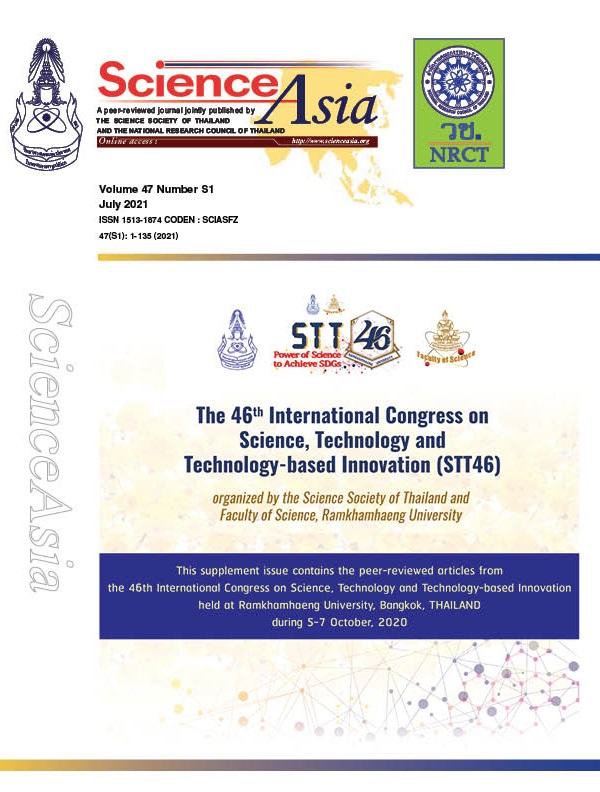 ScienceAsia
A peer-reviewed journal jointly published by
THE SCIENCE SOCIETY OF THAILAND
AND THE NATIONAL RESEARCH COUNCIL OF THAILAND
Online access : http://www.scienceasia.org
วช.
NRCT
Volume 47 Number S1
July 2021
ISSN 1513-1874 CODEN : SCIASFZ
47(S1): 1-135 (2021)
ScienceAsia
STT 46
Power of Science
to Achieve SDGs
Faculty of Science
The 46th International Congress on
Science, Technology and
Technology-based Innovation (STT46)
organized by the Science Society of Thailand and
Faculty of Science, Ramkhamhaeng University
This supplement issue contains the peer-reviewed articles from
the 46th International Congress on Science, Technology and Technology-based Innovation
held at Ramkhamhaeng University, Bangkok, THAILAND
during 5-7 October, 2020